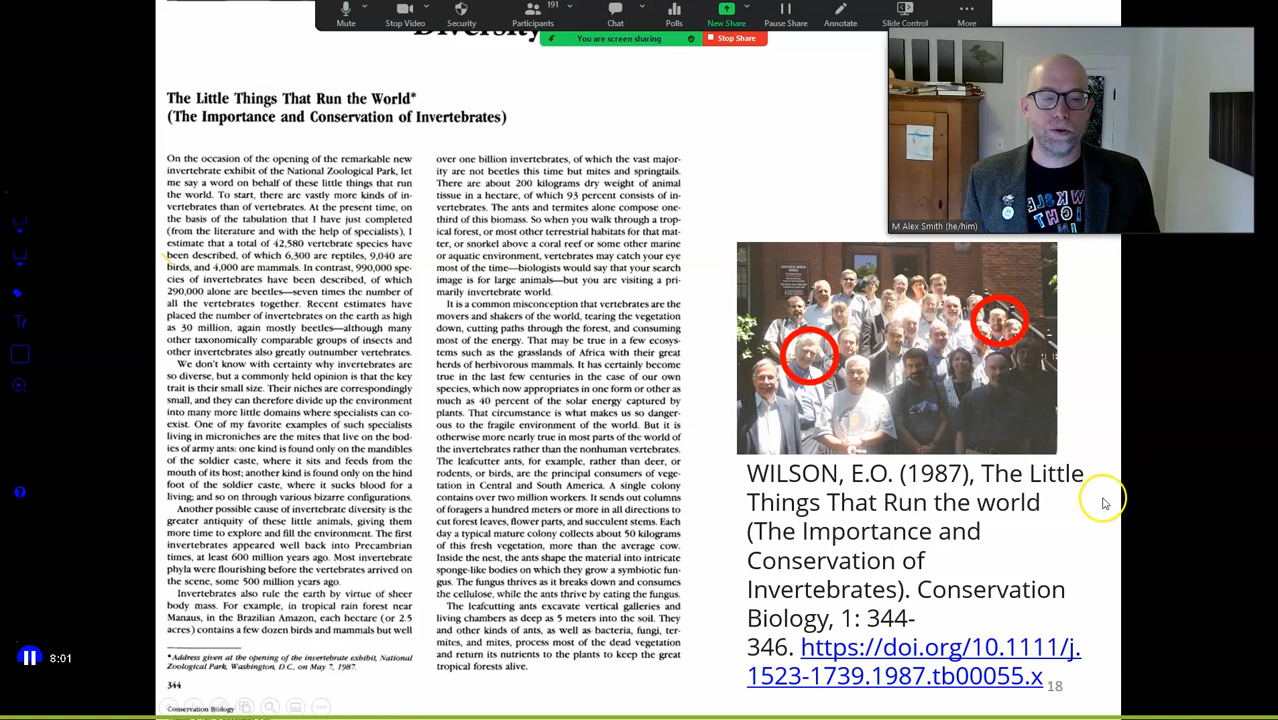 Mute
Stop Video
Security
Participants
191
Chat
Polls
New Share
Pause Share
Annotate
Slide Control
More
You are screen sharing
Stop Share
Diversity
The Little Things That Run the World*
(The Importance and Conservation of Invertebrates)
On the occasion of the opening of the remarkable new
invertebrate exhibit of the National Zoological Park, let
me say a word on behalf of these little things that run
the world. To start, there are vastly more kinds of in-
vertebrates than of vertebrates. At the present time, on
the basis of the tabulation that I have just completed
(from the literature and with the help of specialists), I
estimate that a total of 42,580 vertebrate species have
been described, of which 6,300 are reptiles, 9,040 are
birds, and 4,000 are mammals. In contrast, 990,000 spe-
cies of invertebrates have been described, of which
290,000 alone are beetles—seven times the number of
all the vertebrates together. Recent estimates have
placed the number of invertebrates on the earth as high
as 30 million, again mostly beetles—although many
other taxonomically comparable groups of insects and
other invertebrates also greatly outnumber vertebrates.
We don't know with certainty why invertebrates are
so diverse, but a commonly held opinion is that the key
trait is their small size. Their niches are correspondingly
small, and they can therefore divide up the environment
into many more little domains where specialists can co-
exist. One of my favorite examples of such specialists
living in microniches are the mites that live on the bod-
ies of army ants: one kind is found only on the mandibles
of the soldier caste, where it sits and feeds from the
mouth of its host; another kind is found only on the hind
foot of the soldier caste, where it sucks blood for a
living; and so on through various bizarre configurations.
Another possible cause of invertebrate diversity is the
greater antiquity of these little animals, giving them
more time to explore and fill the environment. The first
invertebrates appeared well back into Precambrian
times, at least 600 million years ago. Most invertebrate
phyla were flourishing before the vertebrates arrived on
the scene, some 500 million years ago.
Invertebrates also rule the earth by virtue of sheer
body mass. For example, in tropical rain forest near
Manaus, in the Brazilian Amazon, each hectare (or 2.5
acres) contains a few dozen birds and mammals but well
*Address given at the opening of the invertebrate exhibit, National
Zoological Park, Washington, D.C., on May 7, 1987.
344
Conservation Biology
over one billion invertebrates, of which the vast major-
ity are not beetles this time but mites and springtails.
There are about 200 kilograms dry weight of animal
tissue in a hectare, of which 93 percent consists of in-
vertebrates. The ants and termites alone compose one-
third of this biomass. So when you walk through a trop-
ical forest, or most other terrestrial habitats for that mat-
ter, or snorkel above a coral reef or some other marine
or aquatic environment, vertebrates may catch your eye
most of the time—biologists would say that your search
image is for large animals—but you are visiting a pri-
marily invertebrate world.
It is a common misconception that vertebrates are the
movers and shakers of the world, tearing the vegetation
down, cutting paths through the forest, and consuming
most of the energy. That may be true in a few ecosys-
tems such as the grasslands of Africa with their great
herds of herbivorous mammals. It has certainly become
true in the last few centuries in the case of our own
species, which now appropriates in one form or other as
much as 40 percent of the solar energy captured by
plants. That circumstance is what makes us so danger-
ous to the fragile environment of the world. But it is
otherwise more nearly true in most parts of the world of
the invertebrates rather than the nonhuman vertebrates.
The leafcutter ants, for example, rather than deer, or
rodents, or birds, are the principal consumers of vege-
tation in Central and South America. A single colony
contains over two million workers. It sends out columns
of foragers a hundred meters or more in all directions to
cut forest leaves, flower parts, and succulent stems. Each
day a typical mature colony collects about 50 kilograms
of this fresh vegetation, more than the average cow.
Inside the nest, the ants shape the material into intricate
sponge-like bodies on which they grow a symbiotic fun-
gus. The fungus thrives as it breaks down and consumes
the cellulose, while the ants thrive by eating the fungus.
The leafcutting ants excavate vertical galleries and
living chambers as deep as 5 meters into the soil. They
and other kinds of ants, as well as bacteria, fungi, ter-
mites, and mites, process most of the dead vegetation
and return its nutrients to the plants to keep the great
tropical forests alive.
M Alex Smith (he/him)
WILSON, E.O. (1987), The Little
Things That Run the world
(The Importance and
Conservation of
Invertebrates). Conservation
Biology, 1: 344-
346. https://doi.org/10.1111/j.
1523-1739.1987.tb00055.x
18
8:01